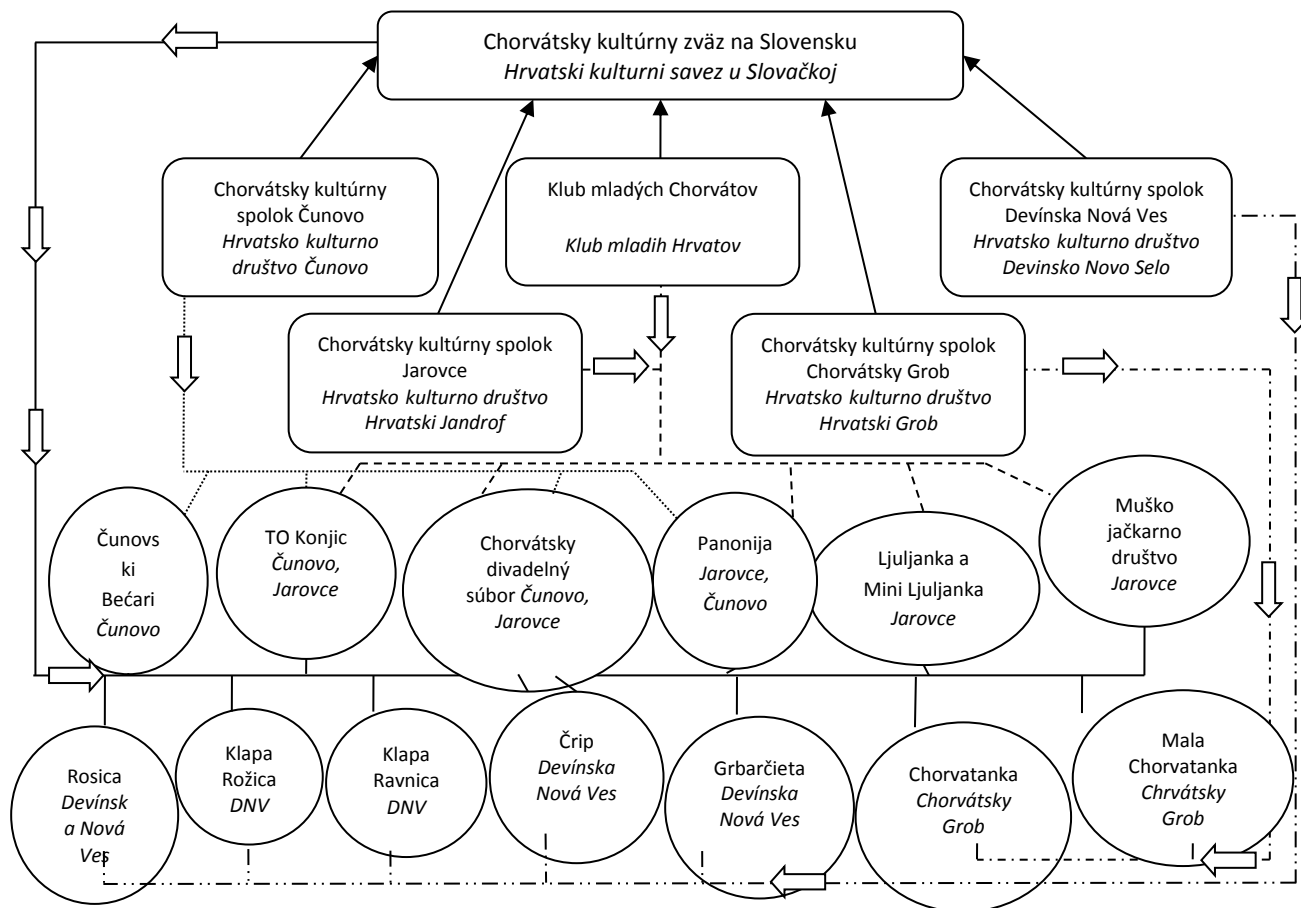 Chorvátsky kultúrny zväz na Slovensku
Hrvatski kulturni savez u Slovačkoj
Chorvátsky kultúrny
spolok Čunovo
Hrvatsko kulturno
društvo Čunovo
Klub mladých Chorvátov
Klub mladih Hrvatov
Chorvátsky kultúrny spolok
Devínska Nová Ves
Hrvatsko kulturno društvo
Devinsko Novo Selo
Chorvátsky kultúrny spolok
Jarovce
Hrvatsko kulturno društvo
Hrvatski Jandrof
Chorvátsky kultúrny spolok
Chorvátsky Grob
Hrvatsko kulturno društvo
Hrvatski Grob
Čunovs
ki
Bećari
Čunovo
TO Konjic
Čunovo,
Jarovce
Chorvátsky
divadelný
súbor Čunovo,
Jarovce
Panonija
Jarovce,
Čunovo
Ljuljanka a
Mini Ljuljanka
Jarovce
Muško
jačkarno
društvo
Jarovce
Rosica
Devínsk
a Nová
Ves
Klapa
Rožica
DNV
Klapa
Ravnica
DNV
Črip
Devínska
Nová Ves
Grbarčieta
Devínska
Nová Ves
Chorvatanka
Chorvátsky
Grob
Mala
Chorvatanka
Chrvátsky
Grob